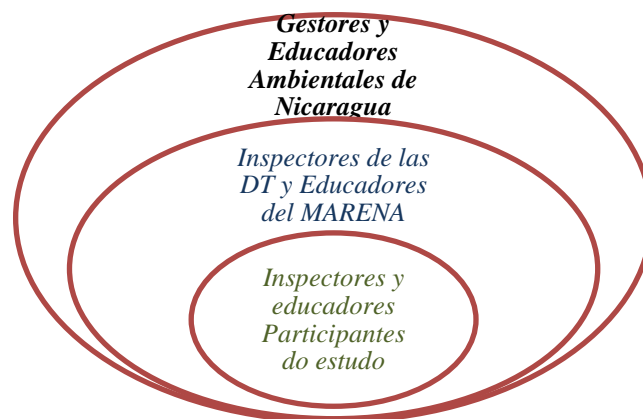 Gestores y
Educadores
Ambientales de
Nicaragua
Inspectores de las
DT y Educadores
del MARENA
Inspectores y
educadores
Participantes
do estudo